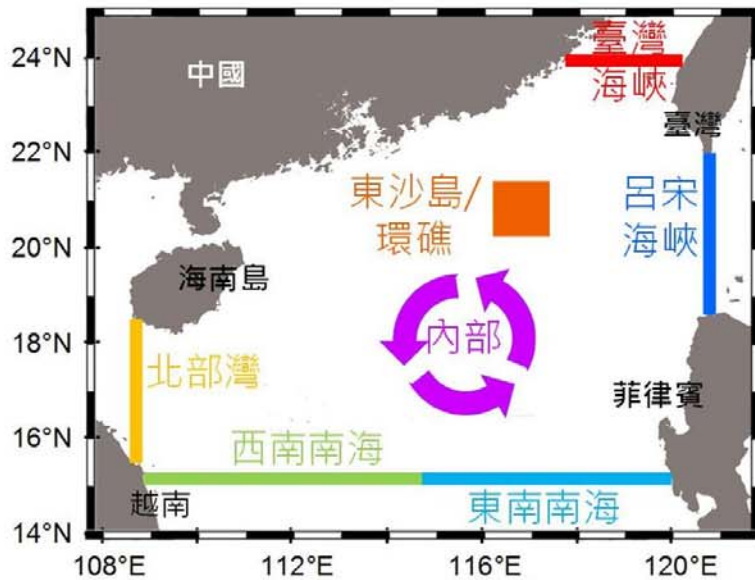 24°N
22°N
20°N
18°N
16°N
14°N
108°E
112°E
116°E
120°E
中國
臺灣
海峽
臺灣
東沙島/
環礁
呂宋
海峽
海南島
內部
北部灣
菲律賓
西南南海
越南
東南南海